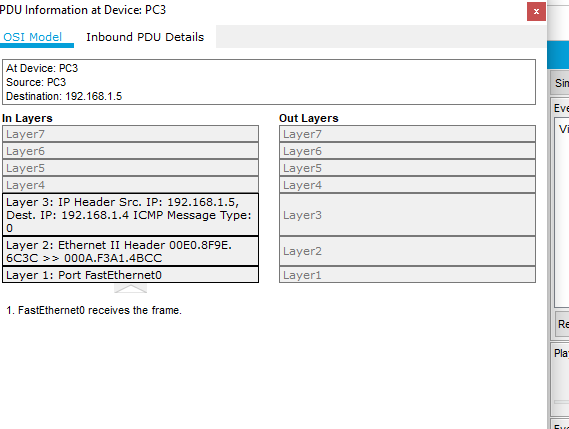 PDU Information at Device: PC3
x
OSI Model Inbound PDU Details
At Device: PC3
Source: PC3
Destination: 192.168.1.5
In Layers
Layer7
Layer6
Layer5
Layer4
Layer 3: IP Header Src. IP: 192.168.1.5,
Dest. IP: 192.168.1.4 ICMP Message Type:
0
Layer 2: Ethernet II Header 00E0.8F9E.
6C3C >> 000A.F3A1.4BCC
Layer 1: Port FastEthernet0
Out Layers
Layer7
Layer6
Layer5
Layer4
Layer3
Layer2
Layer1
1. FastEthernet0 receives the frame.
Sim
Eve
Vi
Re
Play